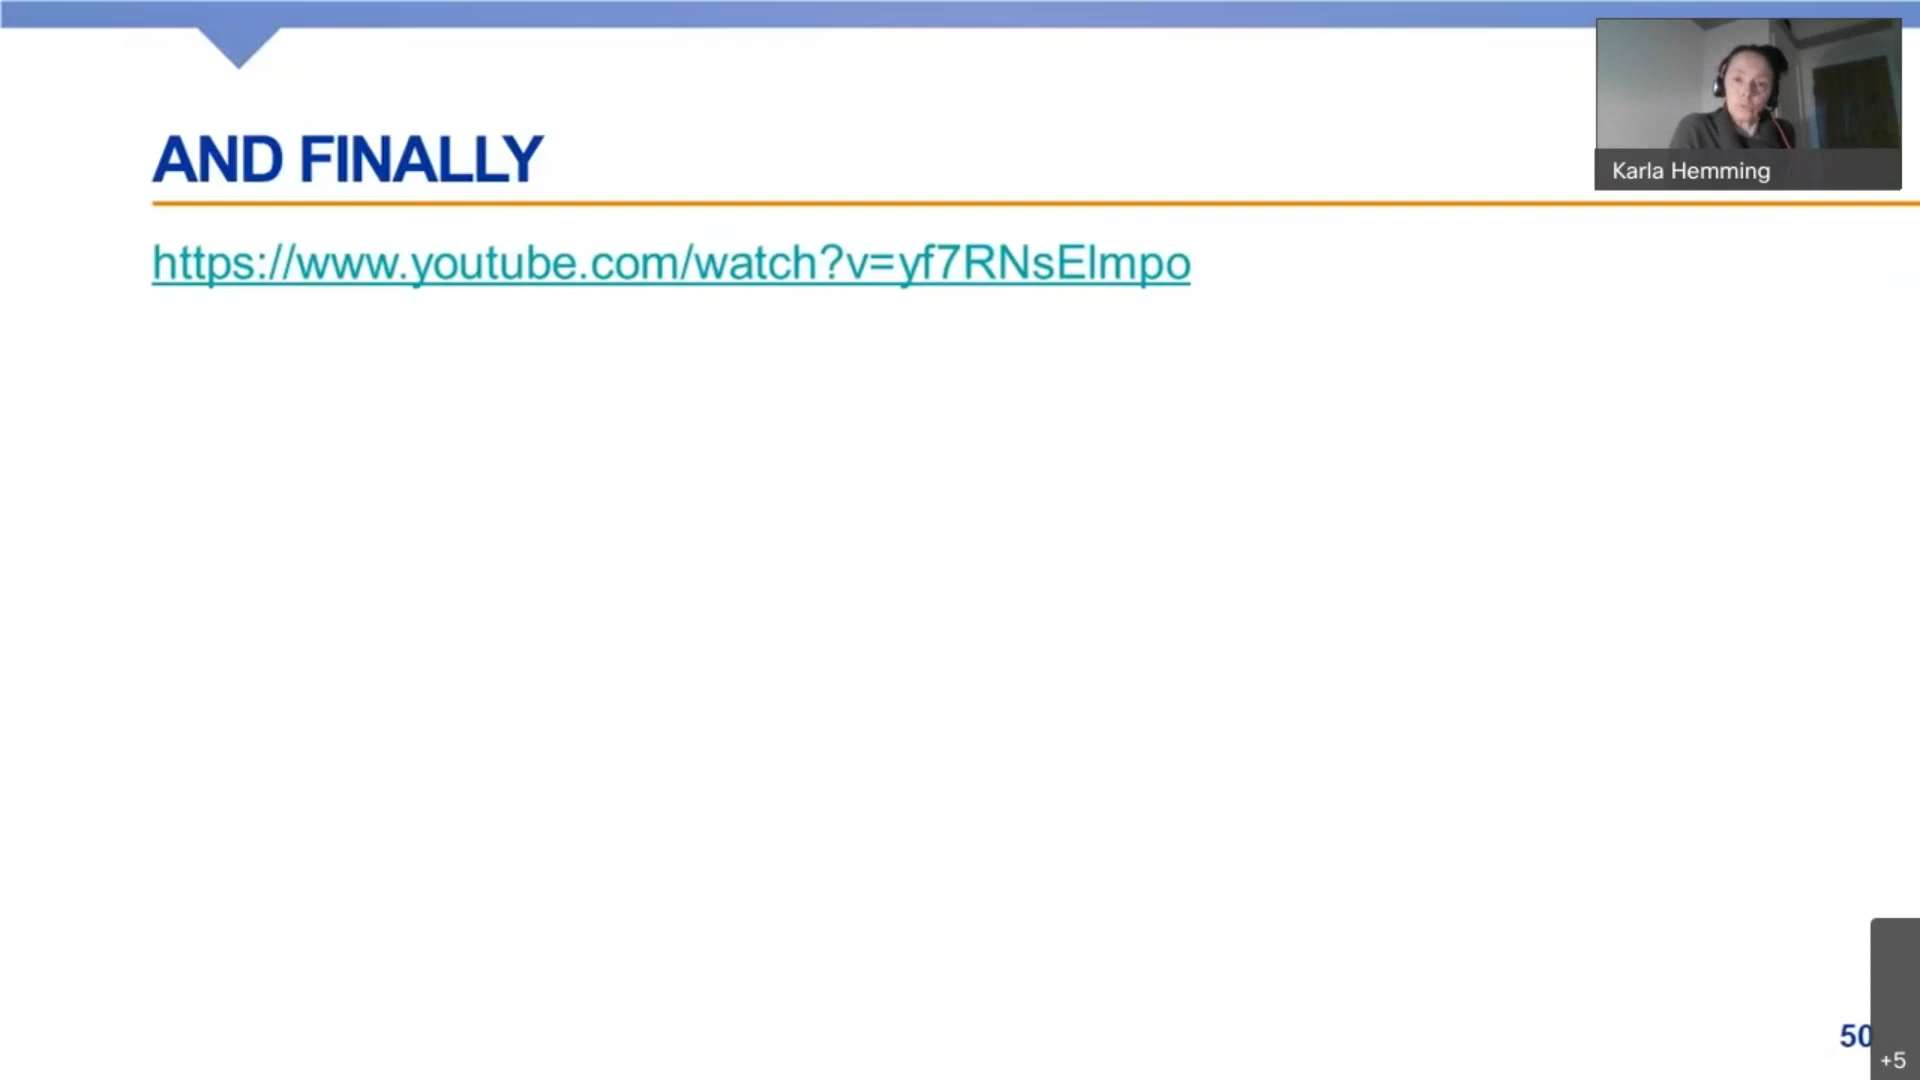 AND FINALLY
https://www.youtube.com/watch?v=yf7RNsElmpo
Karla Hemming
50
+5